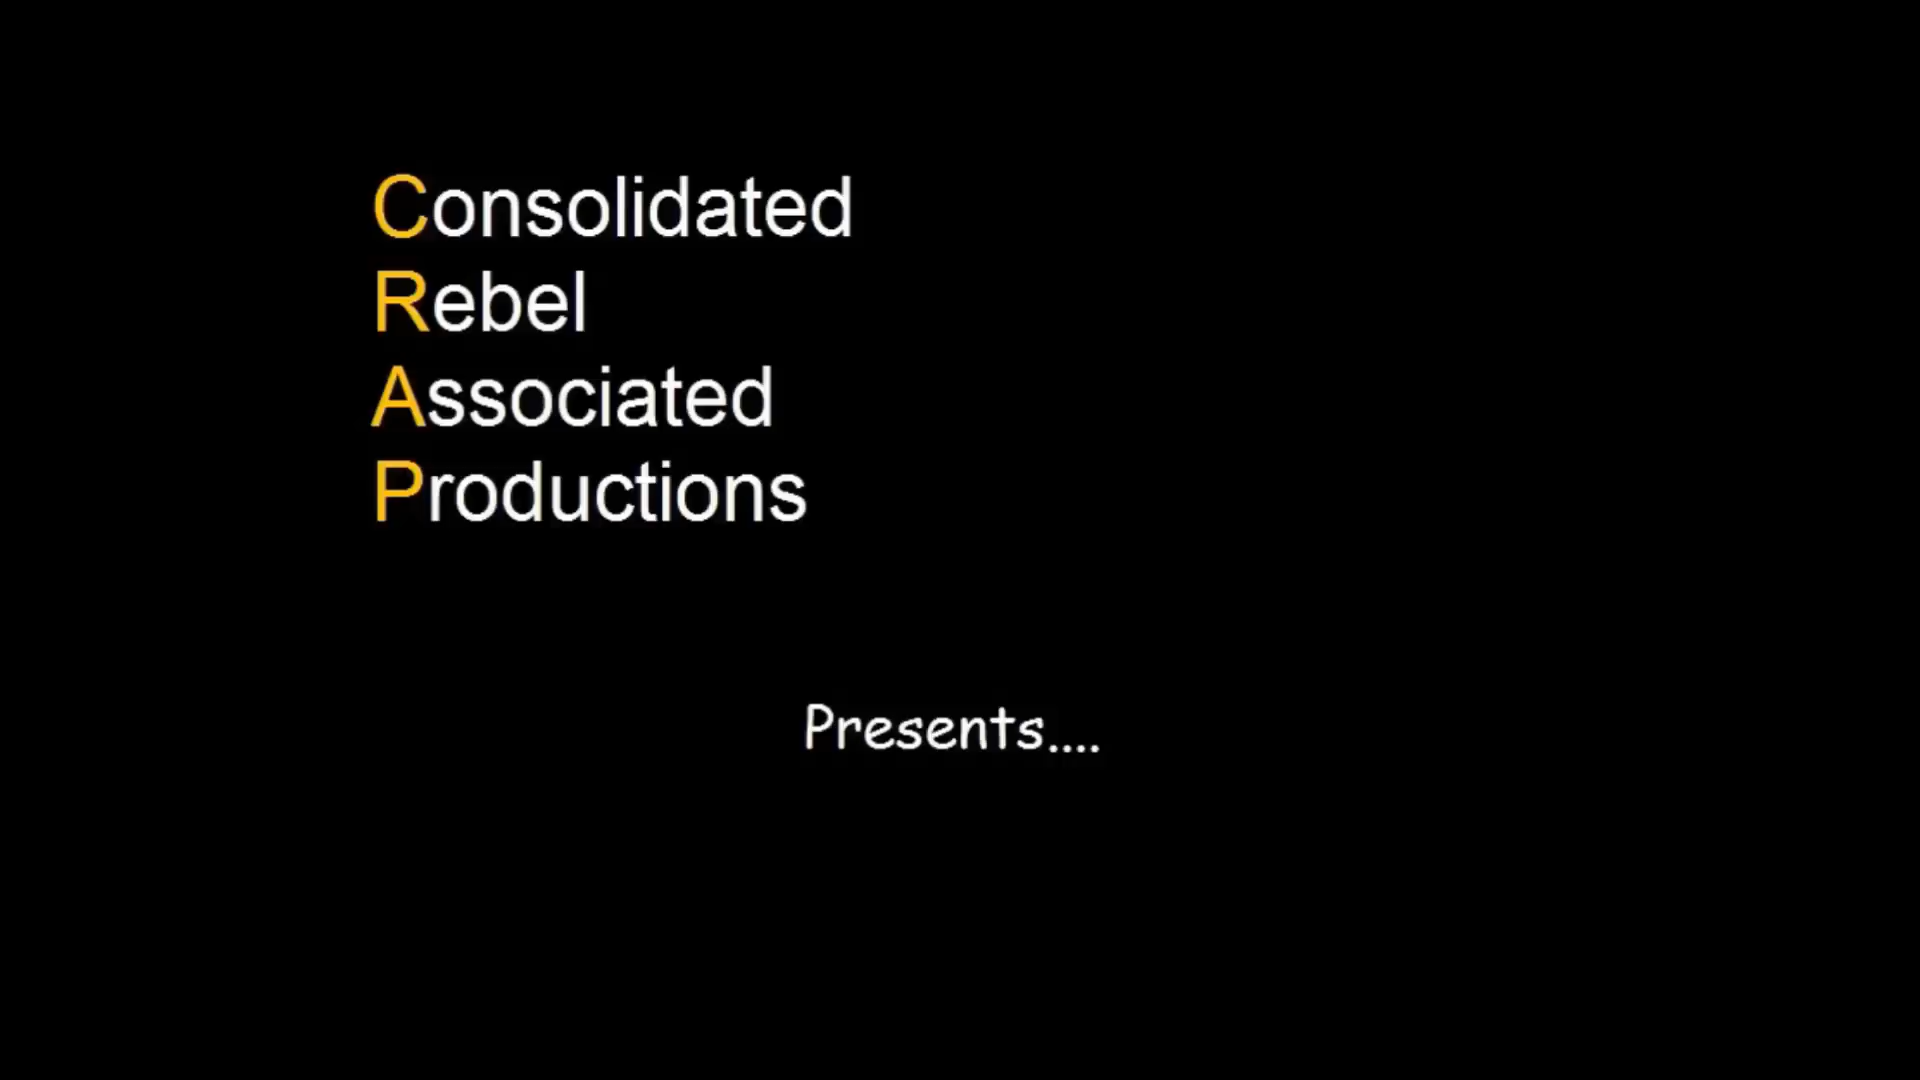 Consolidated
Rebel
Associated
Productions
Presents....